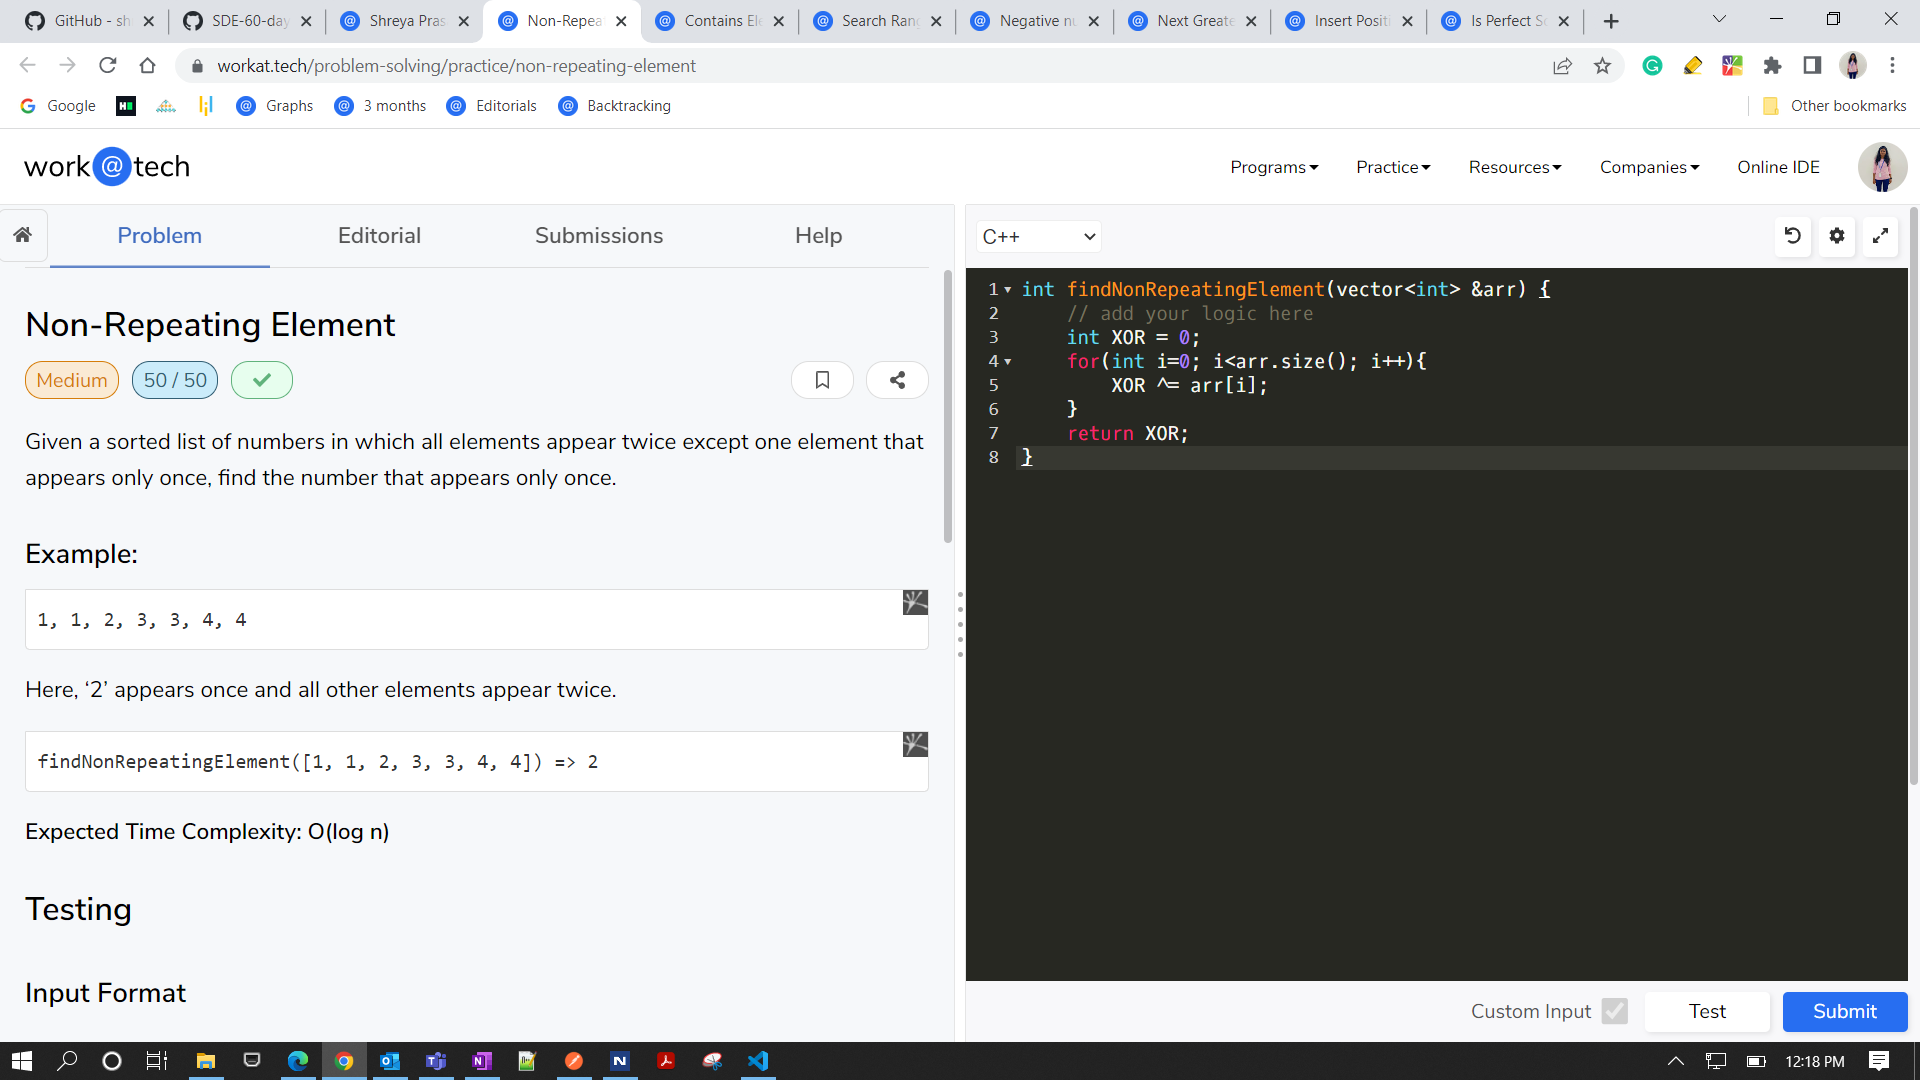 GitHub - sh
SDE-60-day
Shreya Pras
Non-Repea
Contains Ele
Search Rang
Negative nu
Next Greate
Insert Positi
Is Perfect Sq
workat.tech/problem-solving/practice/non-repeating-element
Google
Graphs
3 months
Editorials
Backtracking
Other bookmarks
work@tech
Programs
Practice
Resources
Companies
Online IDE
Problem
Editorial
Submissions
Help
C++
Non-Repeating Element
Medium
50 / 50
Given a sorted list of numbers in which all elements appear twice except one element that
appears only once, find the number that appears only once.
Example:
1, 1, 2, 3, 3, 4, 4
Here, ‘2’ appears once and all other elements appear twice.
findNonRepeatingElement([1, 1, 2, 3, 3, 4, 4]) => 2
Expected Time Complexity: O(log n)
Testing
Input Format
1 int findNonRepeatingElement(vector<int> &arr) {
2 // add your logic here
3 int XOR = 0;
4 for(int i=0; i<arr.size(); i++){
5 XOR ^= arr[i];
6 }
7 return XOR;
8 }
Custom Input
Test
Submit
12:18 PM